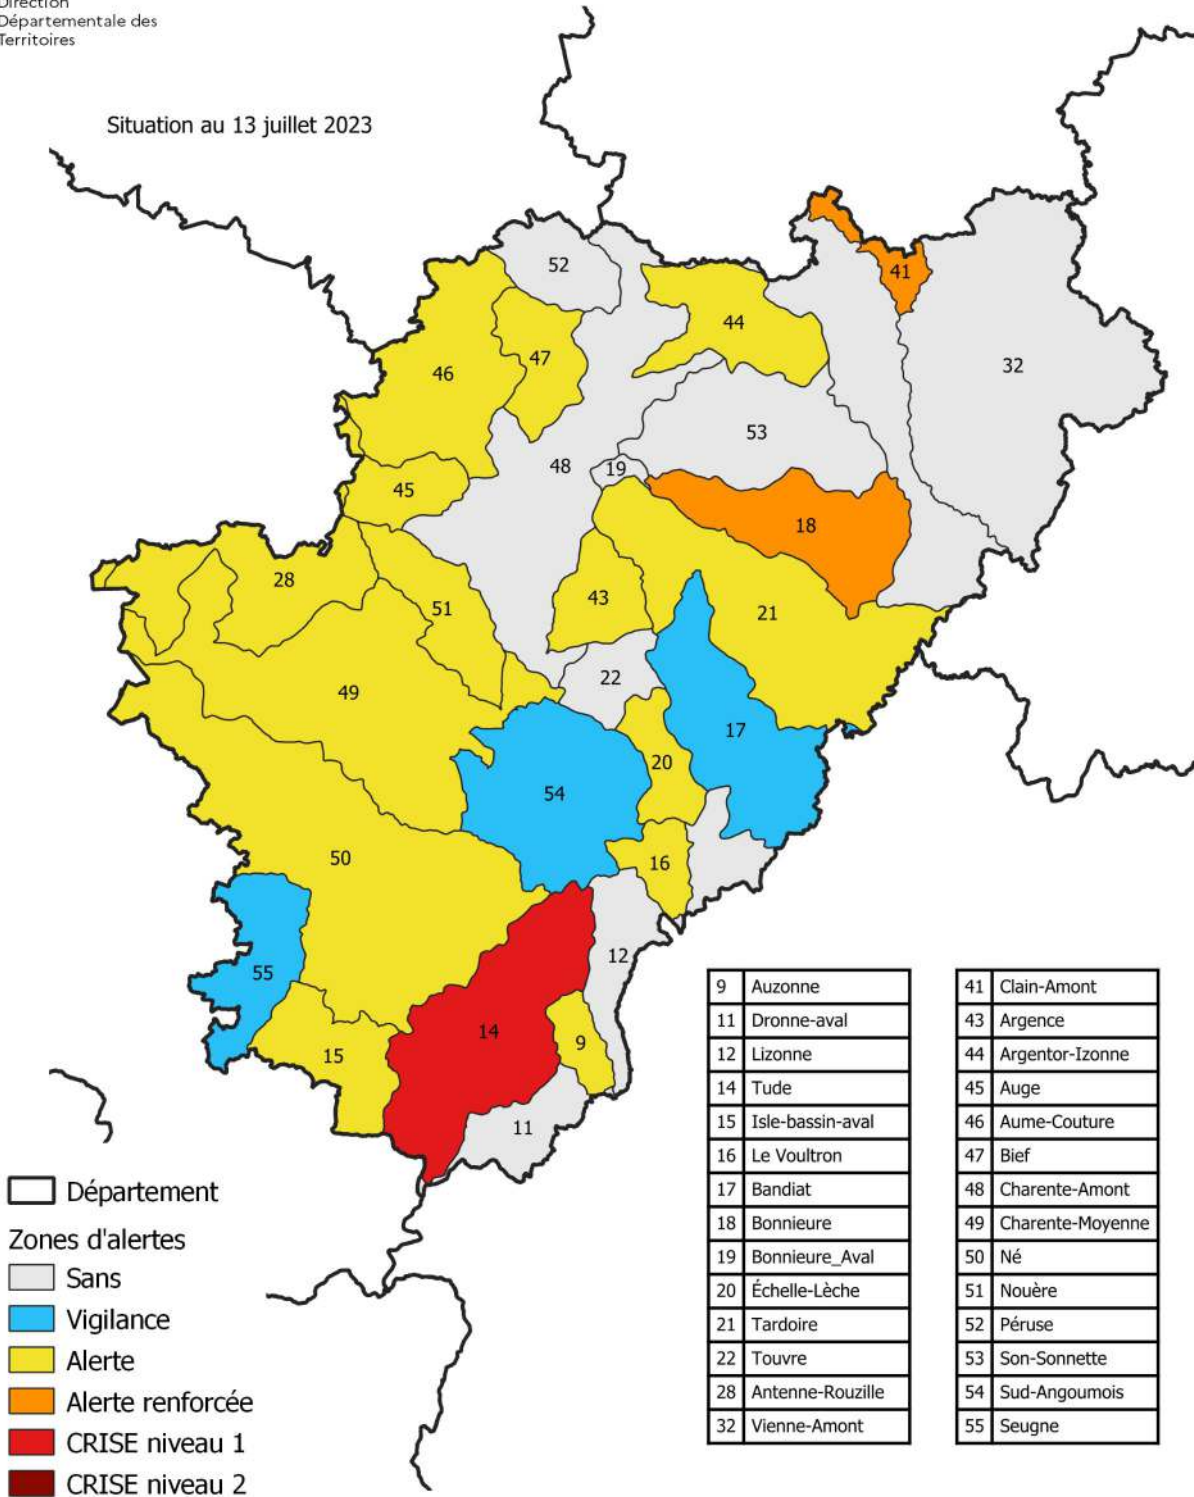 Direction
Départementale des
Territoires
Situation au 13 juillet 2023
52
41
44
47
32
46
53
48
19
45
18
28
43
51
21
22
49
17
20
54
50
16
12
55
14
9
15
11
9 Auzonne
11 Dronne-aval
12 Lizonne
14 Tude
15 Isle-bassin-aval
16 Le Voultron
17 Bandiat
18 Bonnieure
19 Bonnieure_Aval
20 Échelle-Lèche
21 Tardoire
22 Touvre
28 Antenne-Rouzille
32 Vienne-Amont
41 Clain-Amont
43 Argence
44 Argentor-Izonne
45 Auge
46 Aume-Couture
47 Bief
48 Charente-Amont
49 Charente-Moyenne
50 Né
51 Nouère
52 Péruse
53 Son-Sonnette
54 Sud-Angoumois
55 Seugne
Département
Zones d'alertes
Sans
Vigilance
Alerte
Alerte renforcée
CRISE niveau 1
CRISE niveau 2